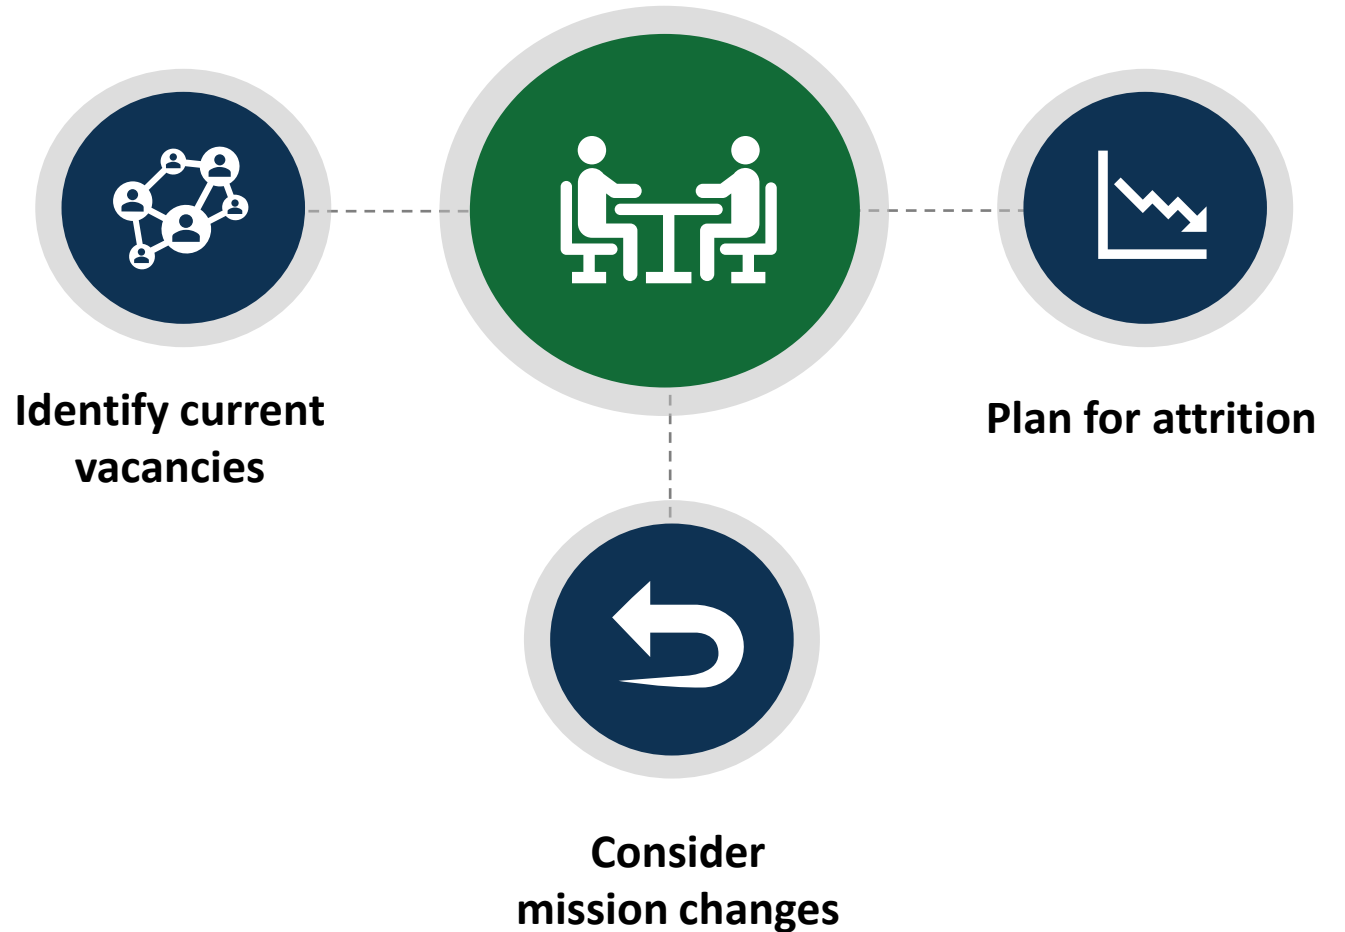 Identify current
vacancies
Plan for attrition
Consider
mission changes